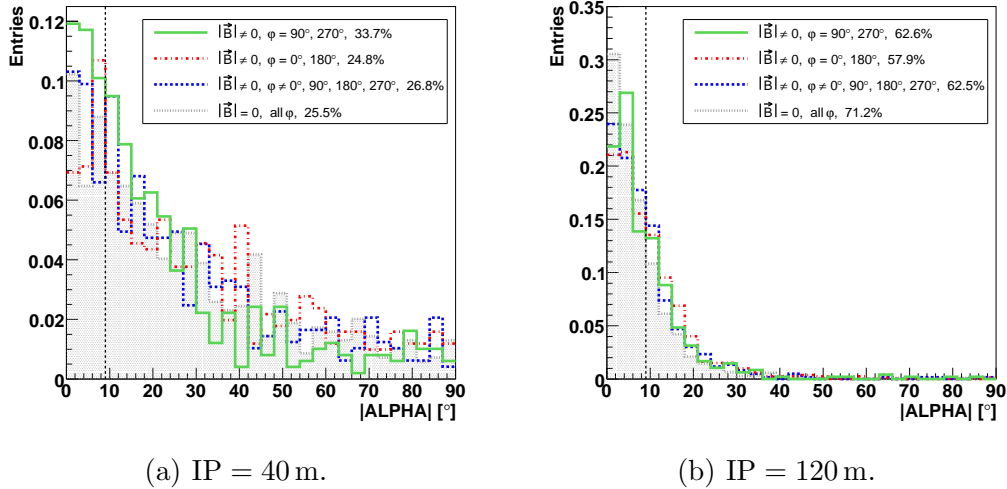 Entries
0.12
0.1
0.08
0.06
0.04
0.02
0
|B⃗| ≠ 0, φ = 90°, 270°, 33.7%
|B⃗| ≠ 0, φ = 0°, 180°, 24.8%
|B⃗| ≠ 0, φ ≠ 0°, 90°, 180°, 270°, 26.8%
|B⃗| = 0, all φ, 25.5%
0 10 20 30 40 50 60 70 80 90
|ALPHA| [°]
(a) IP = 40 m.
Entries
0.35
0.3
0.25
0.2
0.15
0.1
0.05
0
|B⃗| ≠ 0, φ = 90°, 270°, 62.6%
|B⃗| ≠ 0, φ = 0°, 180°, 57.9%
|B⃗| ≠ 0, φ ≠ 0°, 90°, 180°, 270°, 62.5%
|B⃗| = 0, all φ, 71.2%
0 10 20 30 40 50 60 70 80 90
|ALPHA| [°]
(b) IP = 120 m.